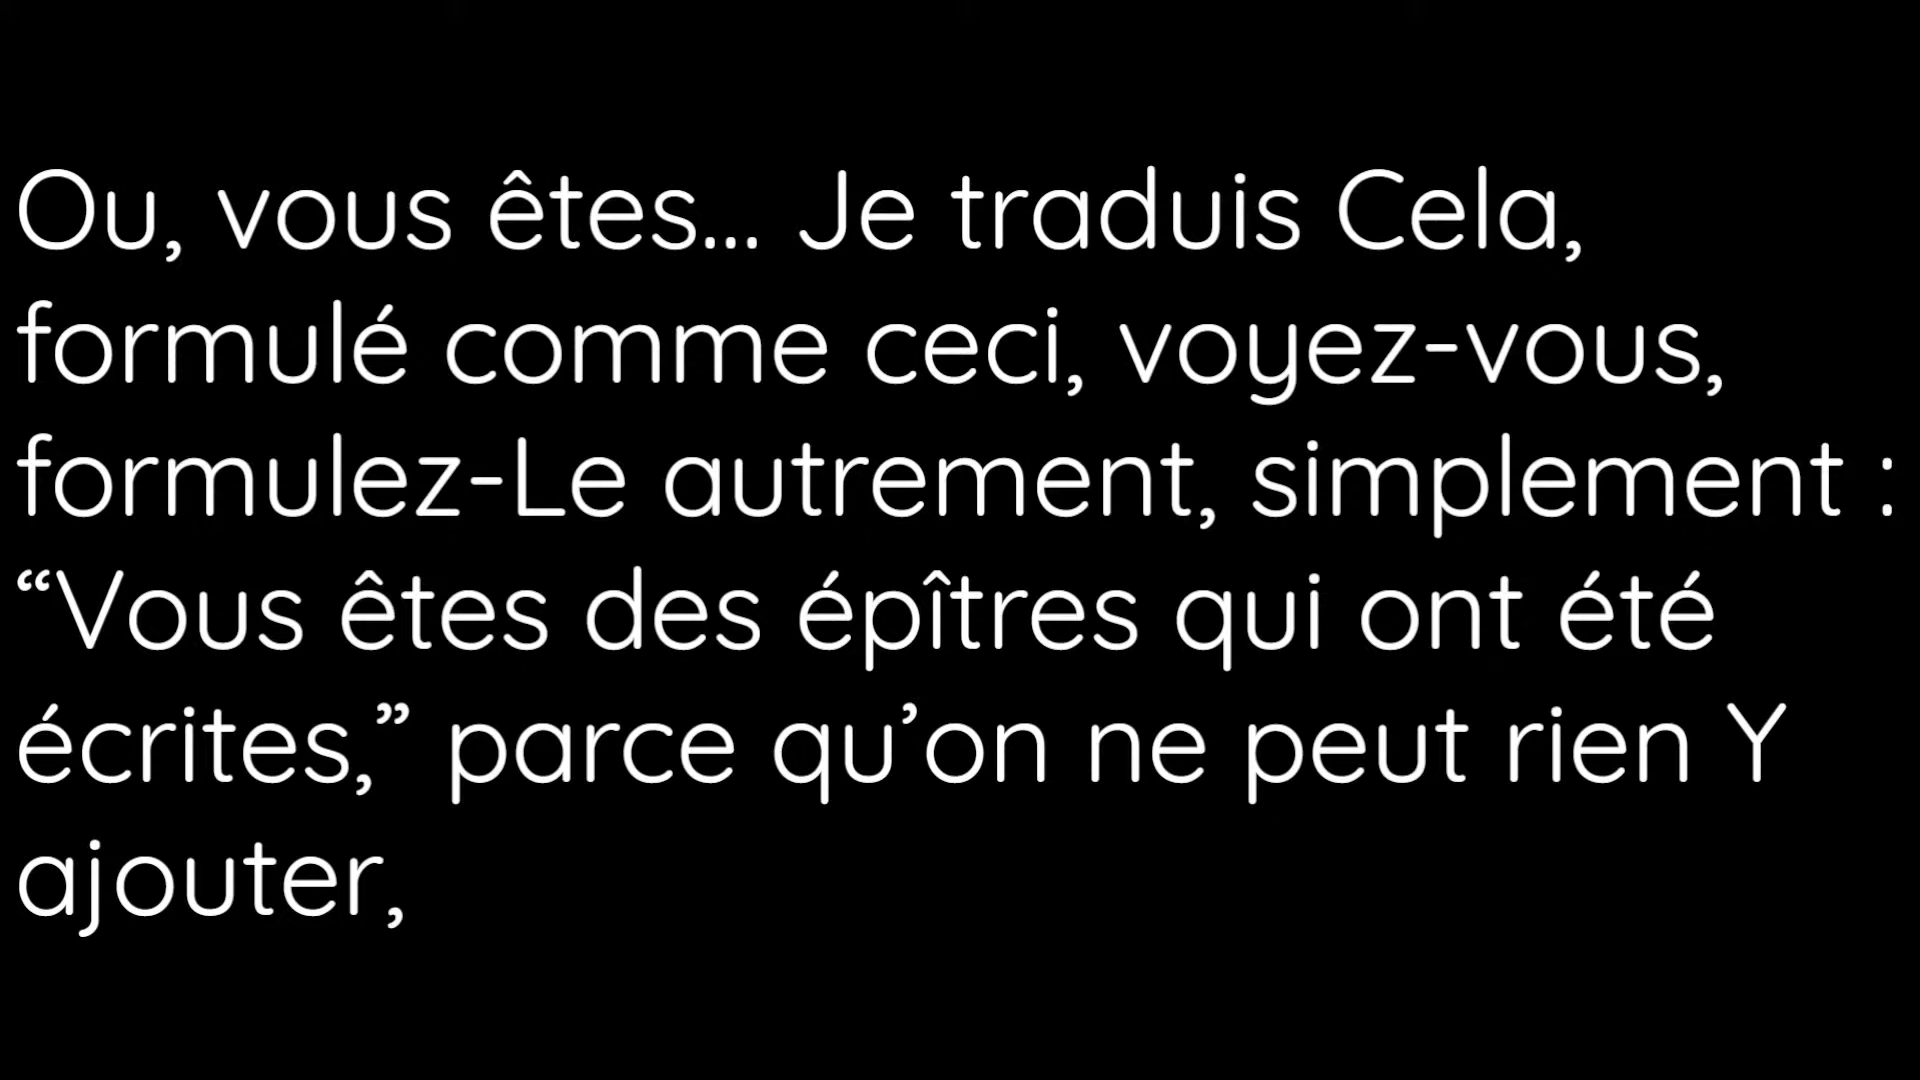 Ou, vous êtes... Je traduis Cela,
formulé comme ceci, voyez-vous,
formulez-Le autrement, simplement :
“Vous êtes des épîtres qui ont été
écrites,” parce qu’on ne peut rien Y
ajouter,